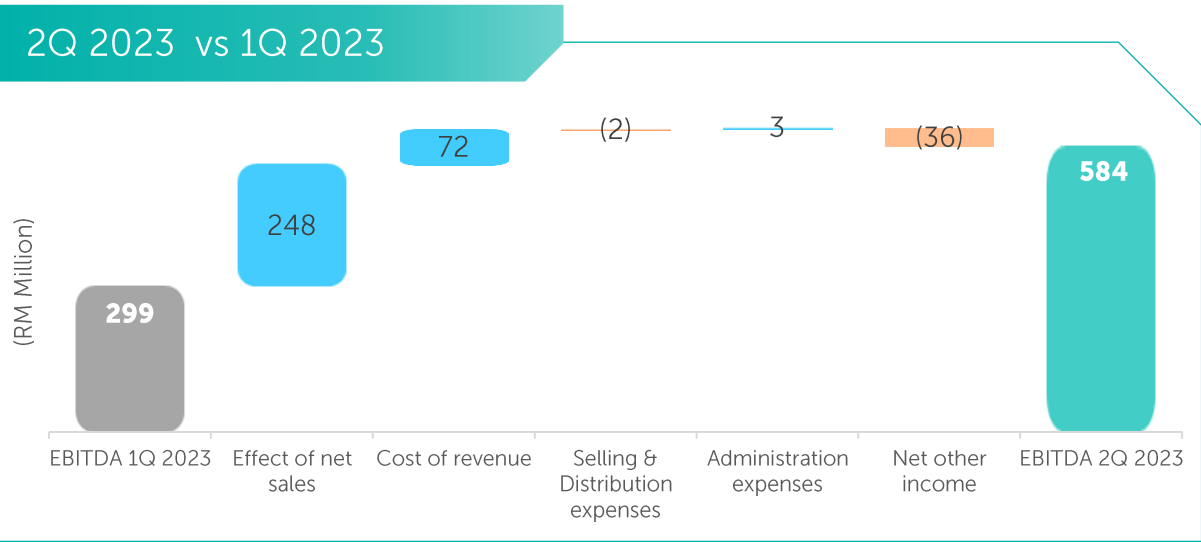 2Q 2023 vs 1Q 2023
(RM Million)
299
248
72
(2)
3
(36)
584
EBITDA 1Q 2023
Effect of net
sales
Cost of revenue
Selling &
Distribution
expenses
Administration
expenses
Net other
income
EBITDA 2Q 2023